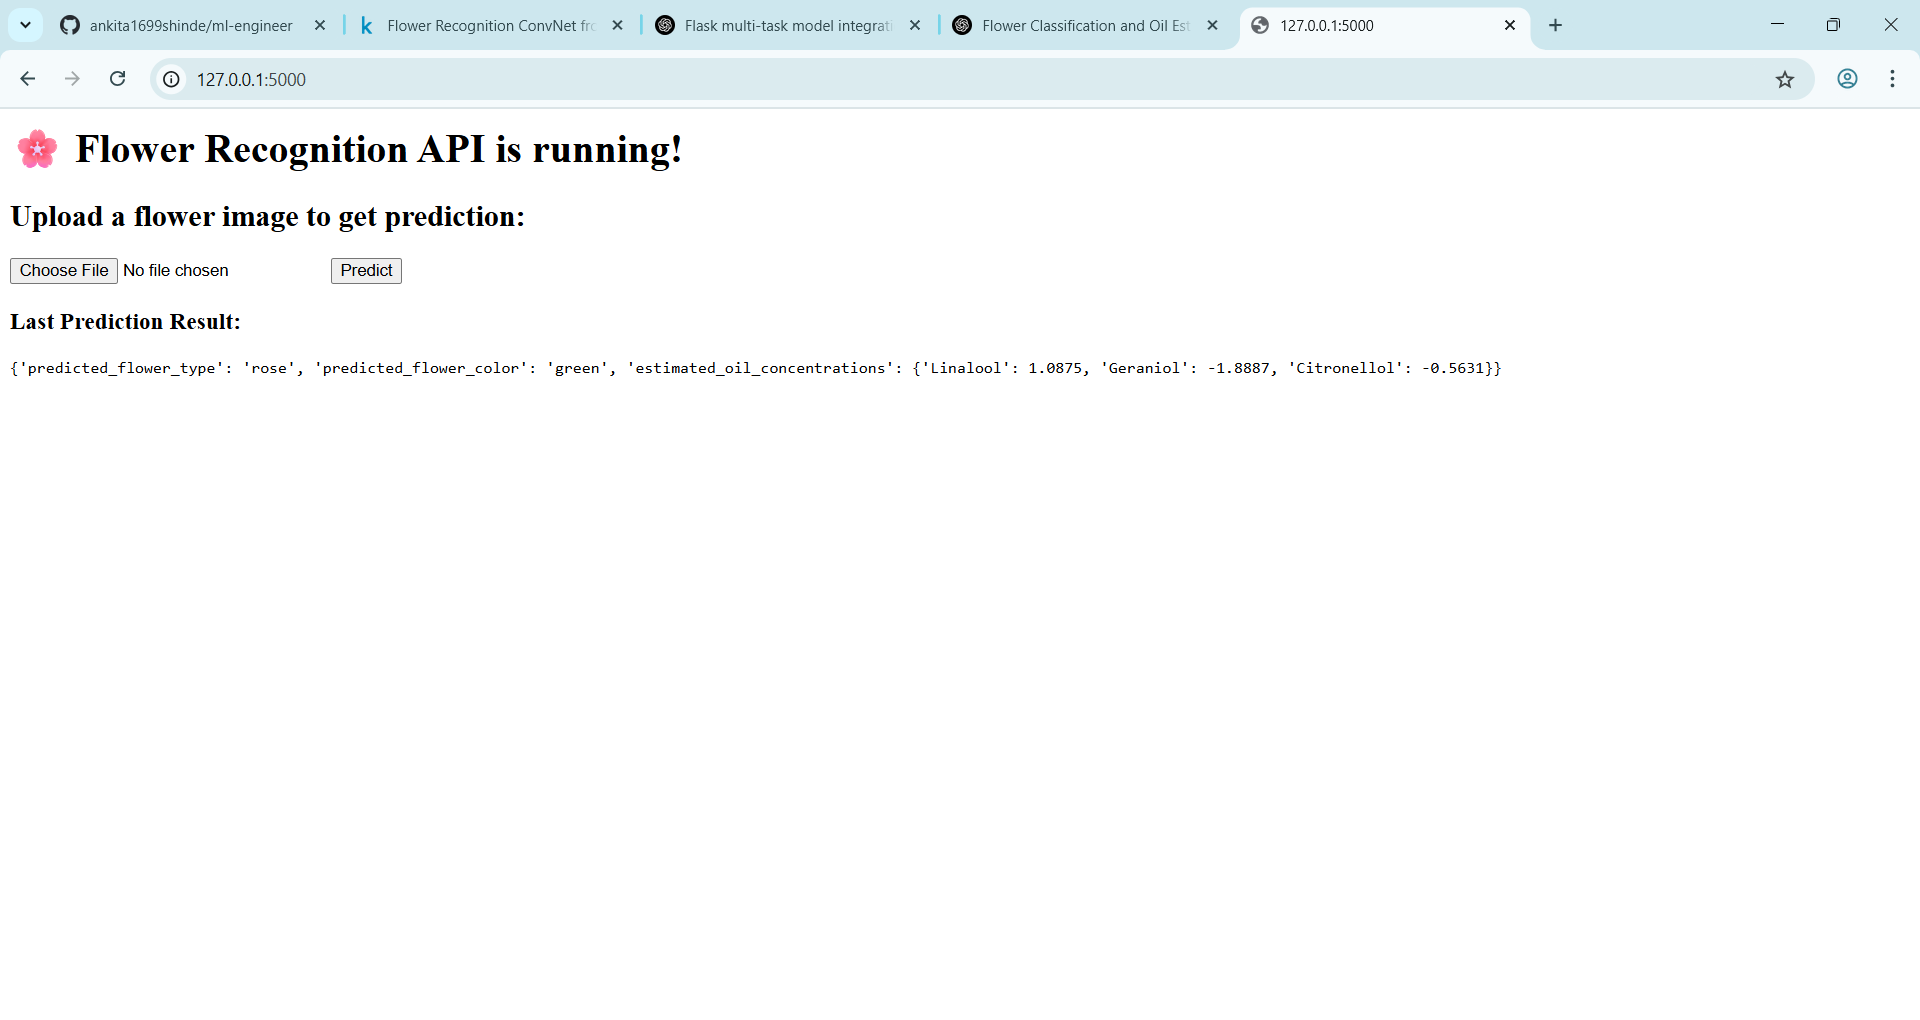 ankita1699shinde/ml-engineer
Flower Recognition ConvNet fro
Flask multi-task model integrati
Flower Classification and Oil Est
127.0.0.1:5000
127.0.0.1:5000
🌸 Flower Recognition API is running!
Upload a flower image to get prediction:
Choose File No file chosen Predict
Last Prediction Result:
{'predicted_flower_type': 'rose', 'predicted_flower_color': 'green', 'estimated_oil_concentrations': {'Linalool': 1.0875, 'Geraniol': -1.8887, 'Citronellol': -0.5631}}